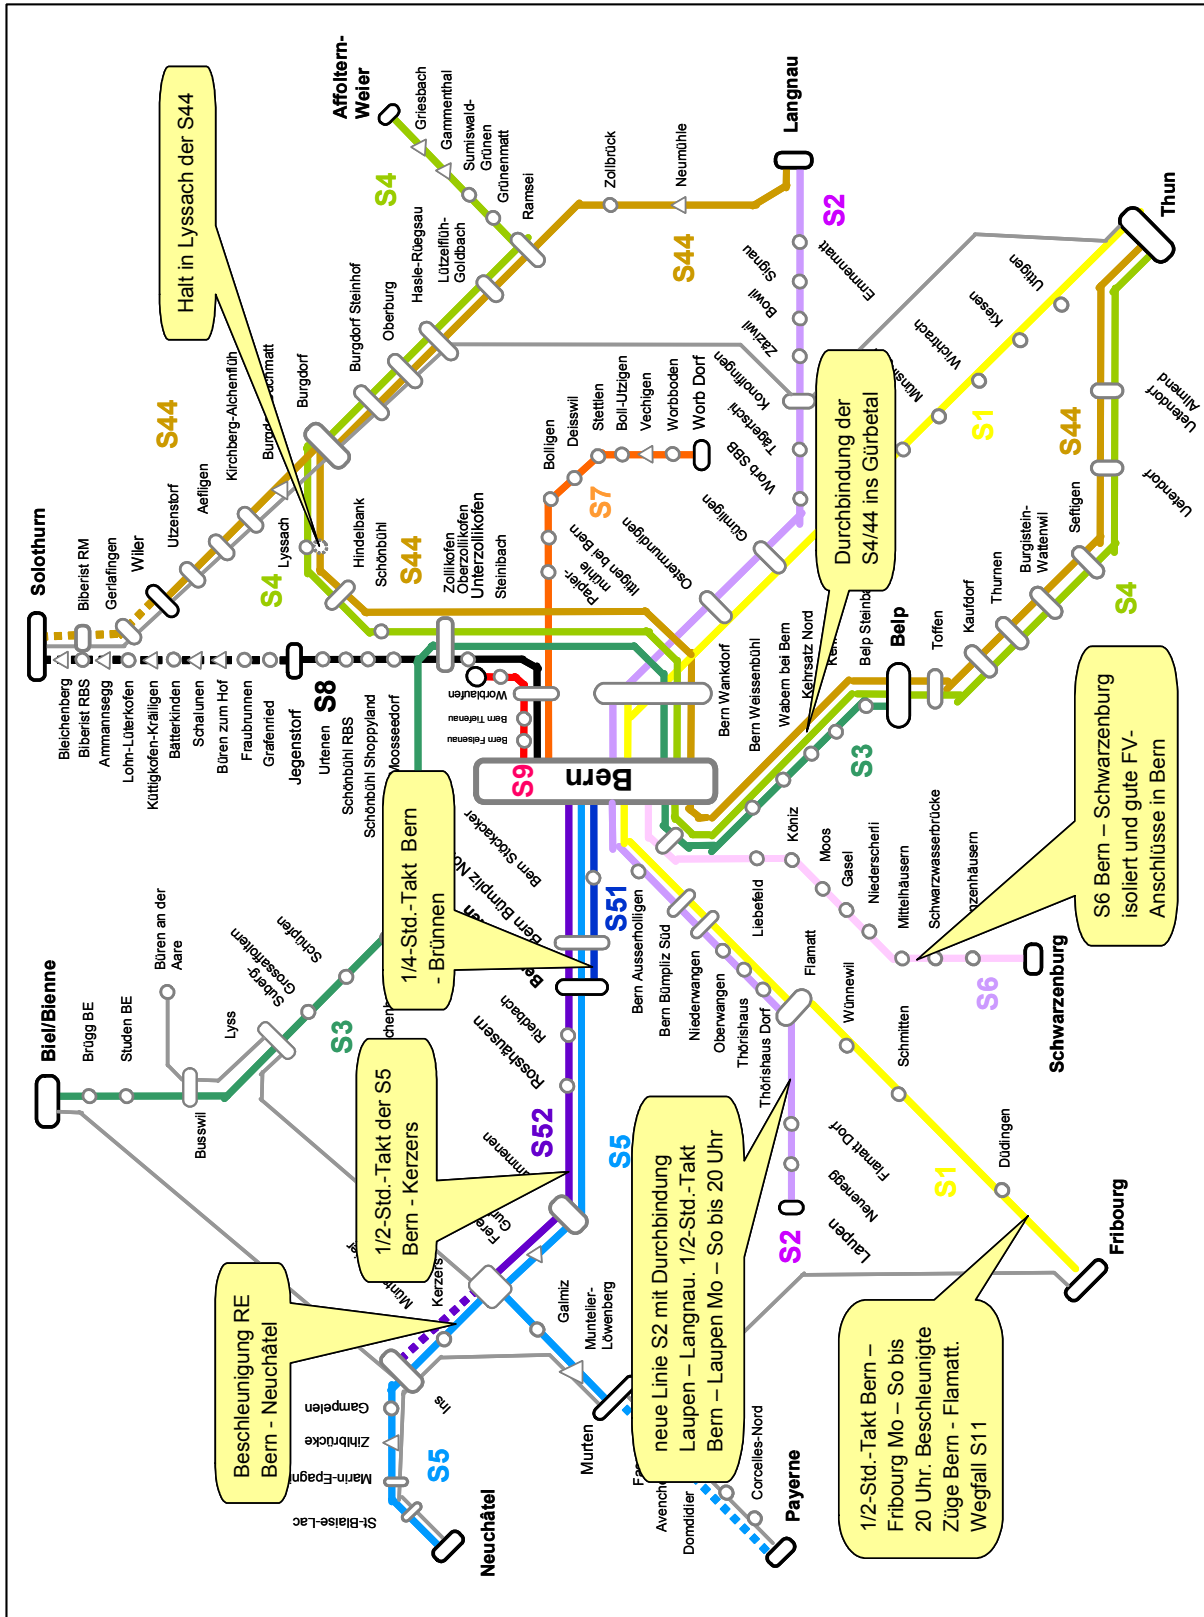 Solothurn
Biberist RM
Gerlafingen
Wiler
Utzenstorf
Aefligen
Kirchberg-Alchenflüh
Burgdorf
Burgdorf Steinhof
Oberburg
Hasle-Rüegsau
Lützelflüh-
Goldbach
Ramsei
S44
Halt in Lyssach der S44
Affoltern-
Weier
Griesbach
Gammenthal
Sumiswald-
Grünen
Grünenmatt
S4
Zollbrück
Neumühle
S44
Langnau
S2
Emmenmatt
Signau
Bowil
Zäziwil
Konolfingen
Tägertschi
Worb SBB
Gümligen
Ostermundigen
Bleichenberg
Biberist RBS
Ammannsegg
Lohn-Lüterkofen
Küttigkofen-Kräiligen
Bätterkinden
Schalunen
Büren zum Hof
Fraubrunnen
Grafenried
Jegenstorf
S8
Urtenen
Schönbühl RBS
Schönbühl Shoppyland
Moosseedorf
S4
Lyssach
Hindelbank
Schönbühl
S44
Zollikofen
Oberzollikofen
Unterzollikofen
Steinibach
Worblaufen
Bern Tiefenau
Bern Felsenau
S9
Papier-
mühle
Ittigen bei Bern
S7
Bolligen
Deisswil
Stettlen
Boll-Utzigen
Vechigen
Worbboden
Worb Dorf
Bern
Bern Wankdorf
Bern Weissenbühl
Wabern bei Bern
Kehrsatz Nord
Belp
Toffen
Kaufdorf
Thurnen
Burgistein-
Wattenwil
Seftigen
S3
S4
S44
Uetendorf
Uetendorf
Allmend
Thun
S1
Wichtrach
Kiesen
Uttigen
Durchbindung der
S4/44 ins Gürbetal
Biel/Bienne
Brügg BE
Studen BE
Busswil
Büren an der
Aare
Lyss
Suberg-
Grossaffoltern
Schüpfen
S3
1/4-Std.-Takt Bern
- Brünnen
Bern Stöckacker
S51
Riedbach
Rosshäusern
S52
S5
1/2-Std.-Takt der S5
Bern - Kerzers
Kerzers
Beschleunigung RE
Bern - Neuchâtel
Ins
Gampelen
Zihlbrücke
St-Blaise-Lac
Neuchâtel
S5
Galmiz
Muntelier-
Löwenberg
Murten
Domdidier
Corcelles-Nord
Payerne
neue Linie S2 mit Durchbindung
Laupen – Langnau. 1/2-Std.-Takt
Bern – Laupen Mo – So bis 20 Uhr
S2
Laupen
Neuenegg
Flamatt Dorf
Bern Ausserholligen
Bern Bümpliz Süd
Niederwangen
Oberwangen
Thörishaus
Thörishaus Dorf
Flamatt
Wünnewil
Schmitten
Düdingen
S1
Fribourg
1/2-Std.-Takt Bern –
Fribourg Mo – So bis
20 Uhr. Beschleunigte
Züge Bern - Flamatt.
Wegfall S11
Liebefeld
Köniz
Moos
Gasel
Niederscherli
Mittelhäusern
Schwarzwasserbrücke
S6
Schwarzenburg
S6 Bern – Schwarzenburg
isoliert und gute FV-
Anschlüsse in Bern